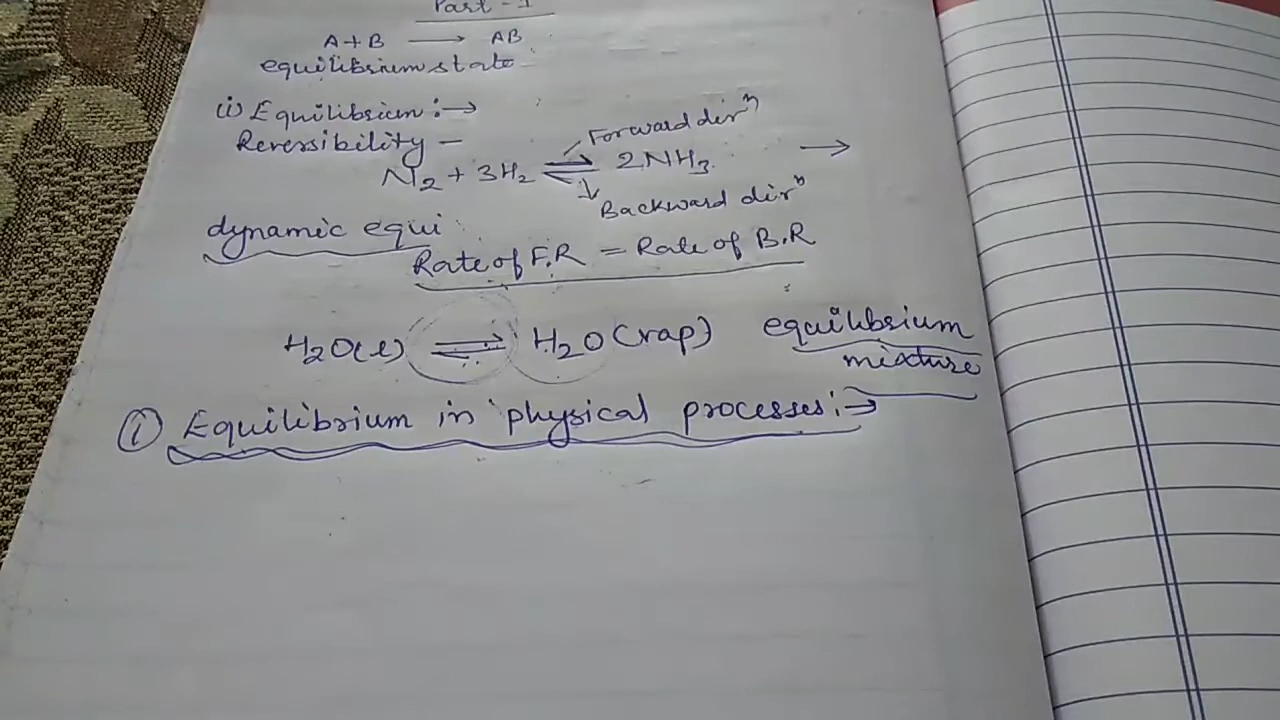 Part - 1
A + B → AB
equilibrium state
(i) Equilibrium :→
Reversibility -
Forward dirⁿ
N₂ + 3H₂ ⇌ 2NH₃ →
Backward dirⁿ
dynamic equi
Rate of F.R = Rate of B.R
H₂O(l) ⇌ H₂O(vap) equilibrium
mixture
① Equilibrium in physical processes :→